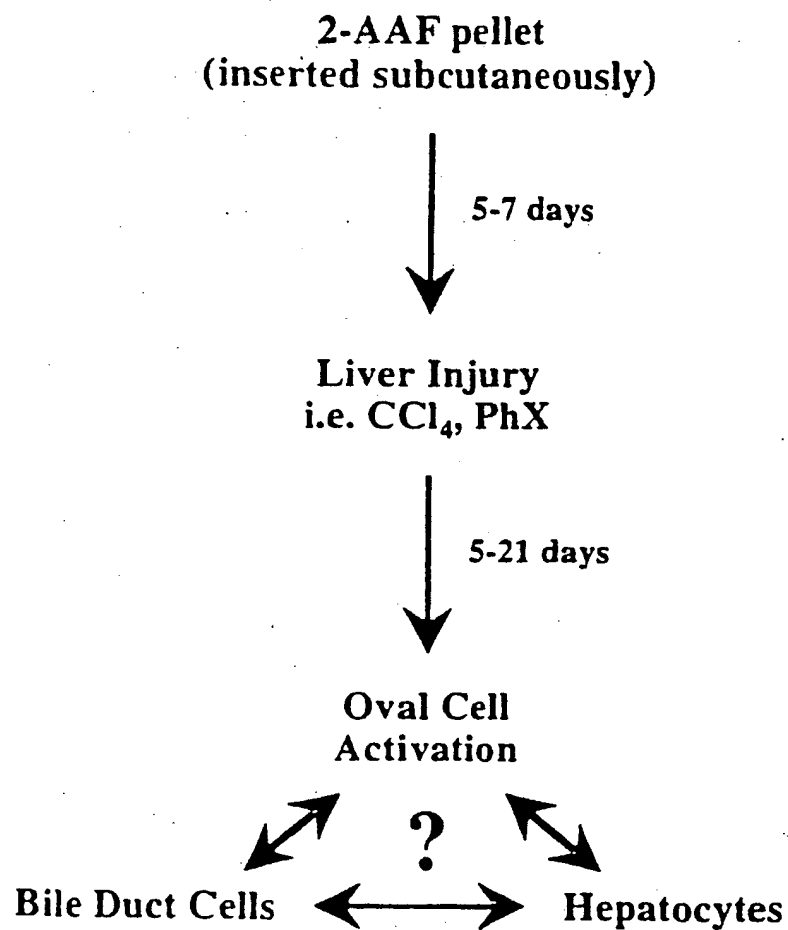 2-AAF pellet
(inserted subcutaneously)
5-7 days
Liver Injury
i.e. CCl₄, PhX
5-21 days
Oval Cell
Activation
?
Bile Duct Cells
Hepatocytes